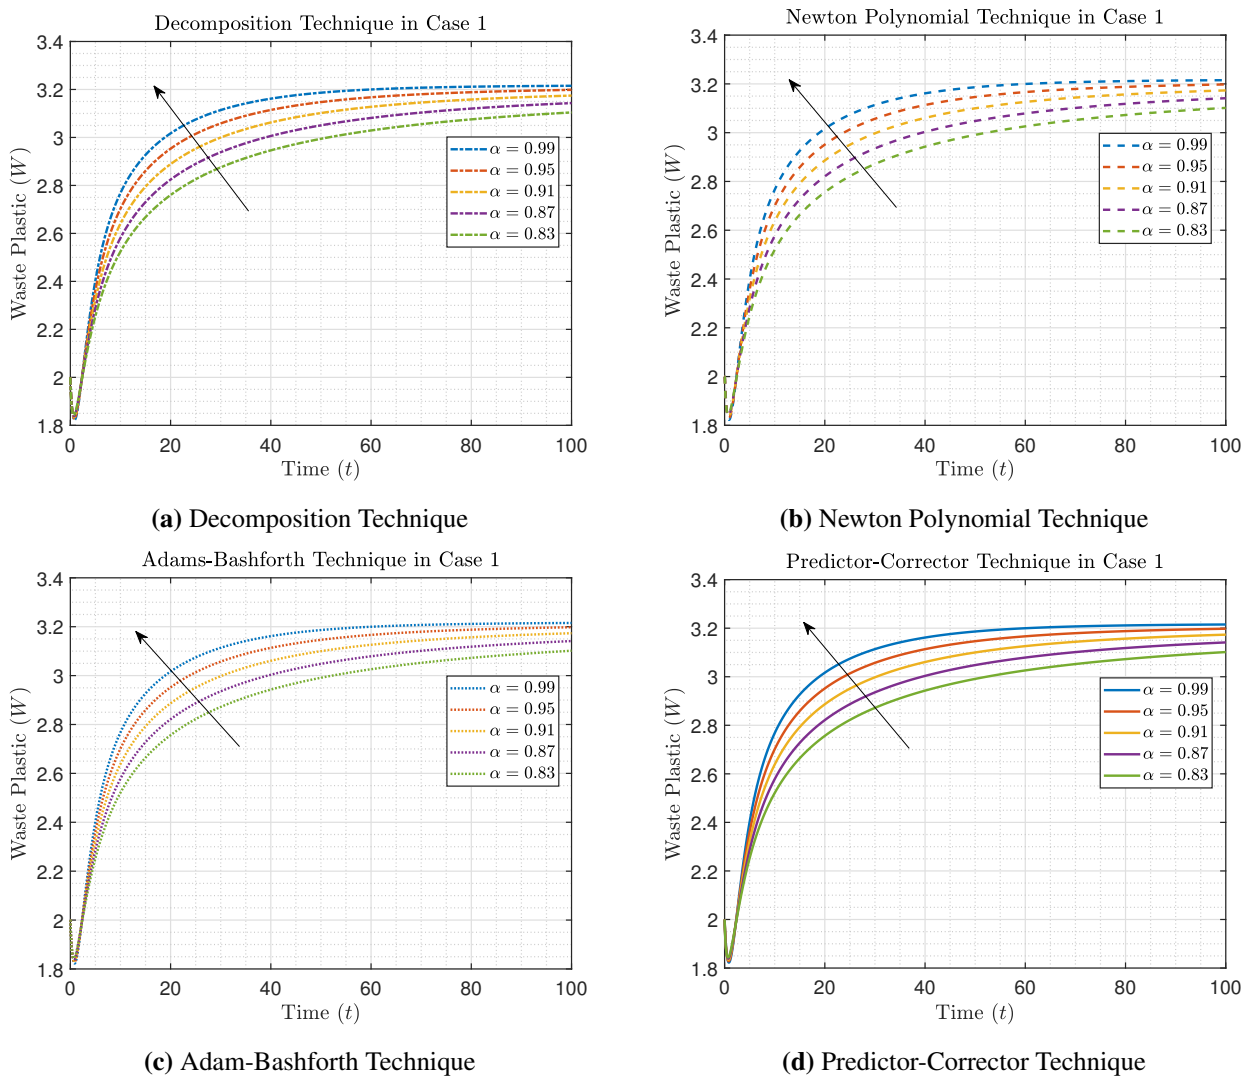 Decomposition Technique in Case 1
Waste Plastic (W)
3.4
3.2
3
2.8
2.6
2.4
2.2
2
1.8
α = 0.99
α = 0.95
α = 0.91
α = 0.87
α = 0.83
0 20 40 60 80 100
Time (t)
(a) Decomposition Technique
Newton Polynomial Technique in Case 1
Waste Plastic (W)
3.4
3.2
3
2.8
2.6
2.4
2.2
2
1.8
α = 0.99
α = 0.95
α = 0.91
α = 0.87
α = 0.83
0 20 40 60 80 100
Time (t)
(b) Newton Polynomial Technique
Adams-Bashforth Technique in Case 1
Waste Plastic (W)
3.4
3.2
3
2.8
2.6
2.4
2.2
2
1.8
α = 0.99
α = 0.95
α = 0.91
α = 0.87
α = 0.83
0 20 40 60 80 100
Time (t)
(c) Adam-Bashforth Technique
Predictor-Corrector Technique in Case 1
Waste Plastic (W)
3.4
3.2
3
2.8
2.6
2.4
2.2
2
1.8
α = 0.99
α = 0.95
α = 0.91
α = 0.87
α = 0.83
0 20 40 60 80 100
Time (t)
(d) Predictor-Corrector Technique